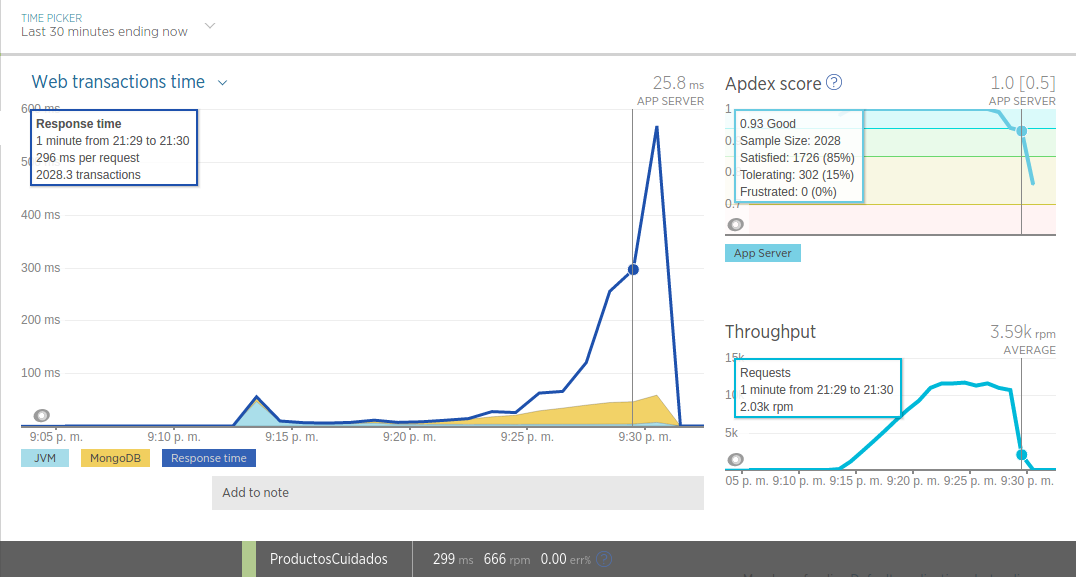 TIME PICKER
Last 30 minutes ending now
Web transactions time
25.8 ms
APP SERVER
600 ms
Response time
1 minute from 21:29 to 21:30
296 ms per request
2028.3 transactions
400 ms
300 ms
200 ms
100 ms
9:05 p. m. 9:10 p. m. 9:15 p. m. 9:20 p. m. 9:25 p. m. 9:30 p. m.
JVM MongoDB Response time
Add to note
Apdex score ?
1.0 [0.5]
APP SERVER
1
0.93 Good
Sample Size: 2028
Satisfied: 1726 (85%)
Tolerating: 302 (15%)
Frustrated: 0 (0%)
0.7
App Server
Throughput
3.59k rpm
AVERAGE
15k
Requests
1 minute from 21:29 to 21:30
2.03k rpm
5k
05 p. m. 9:10 p. m. 9:15 p. m. 9:20 p. m. 9:25 p. m. 9:30 p. m.
ProductosCuidados 299 ms 666 rpm 0.00 err% ?